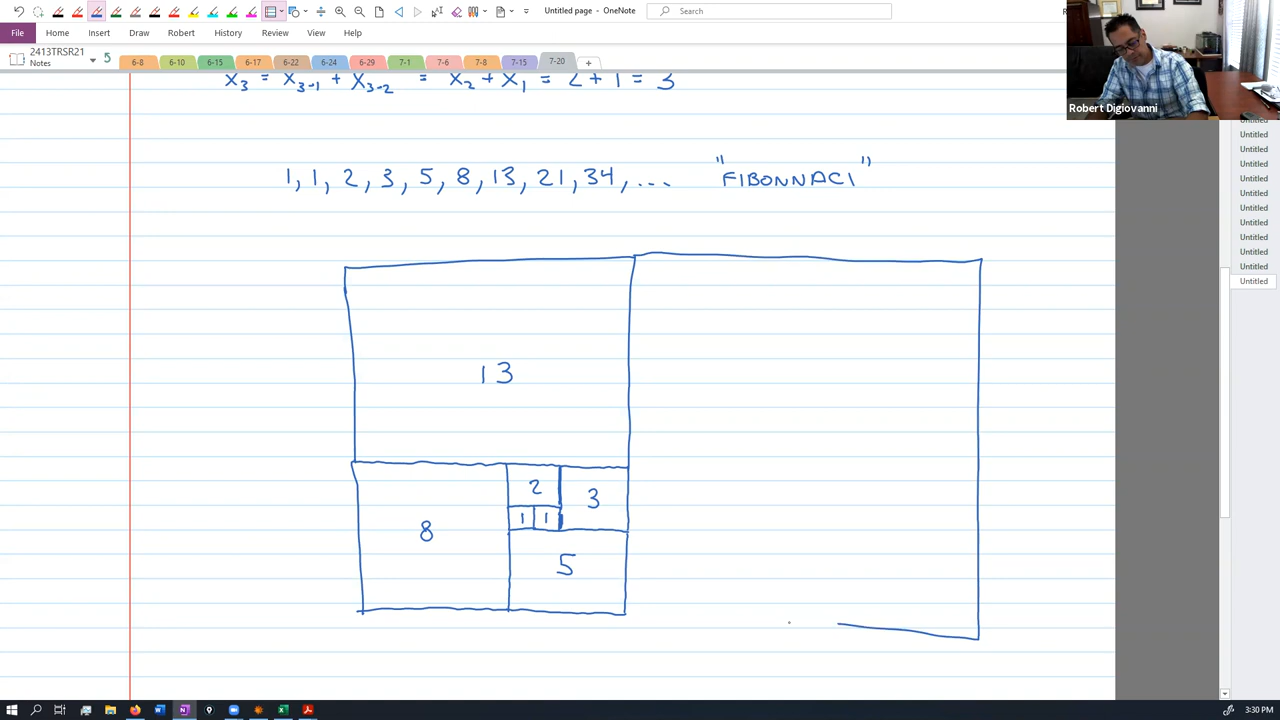 Untitled page - OneNote
Search
File Home Insert Draw Robert History Review View Help
2413TRSR21
Notes
5
6-8 6-10 6-15 6-17 6-22 6-24 6-29 7-1 7-6 7-8 7-15 7-20
Robert Digiovanni
x3 = x3-1 + x3-2 = x2 + x1 = 2 + 1 = 3
1, 1, 2, 3, 5, 8, 13, 21, 34, ... "FIBONNACI"
13
2
3
1 1
8
5
Untitled
Untitled
Untitled
Untitled
Untitled
Untitled
Untitled
Untitled
Untitled
Untitled
Untitled
3:30 PM